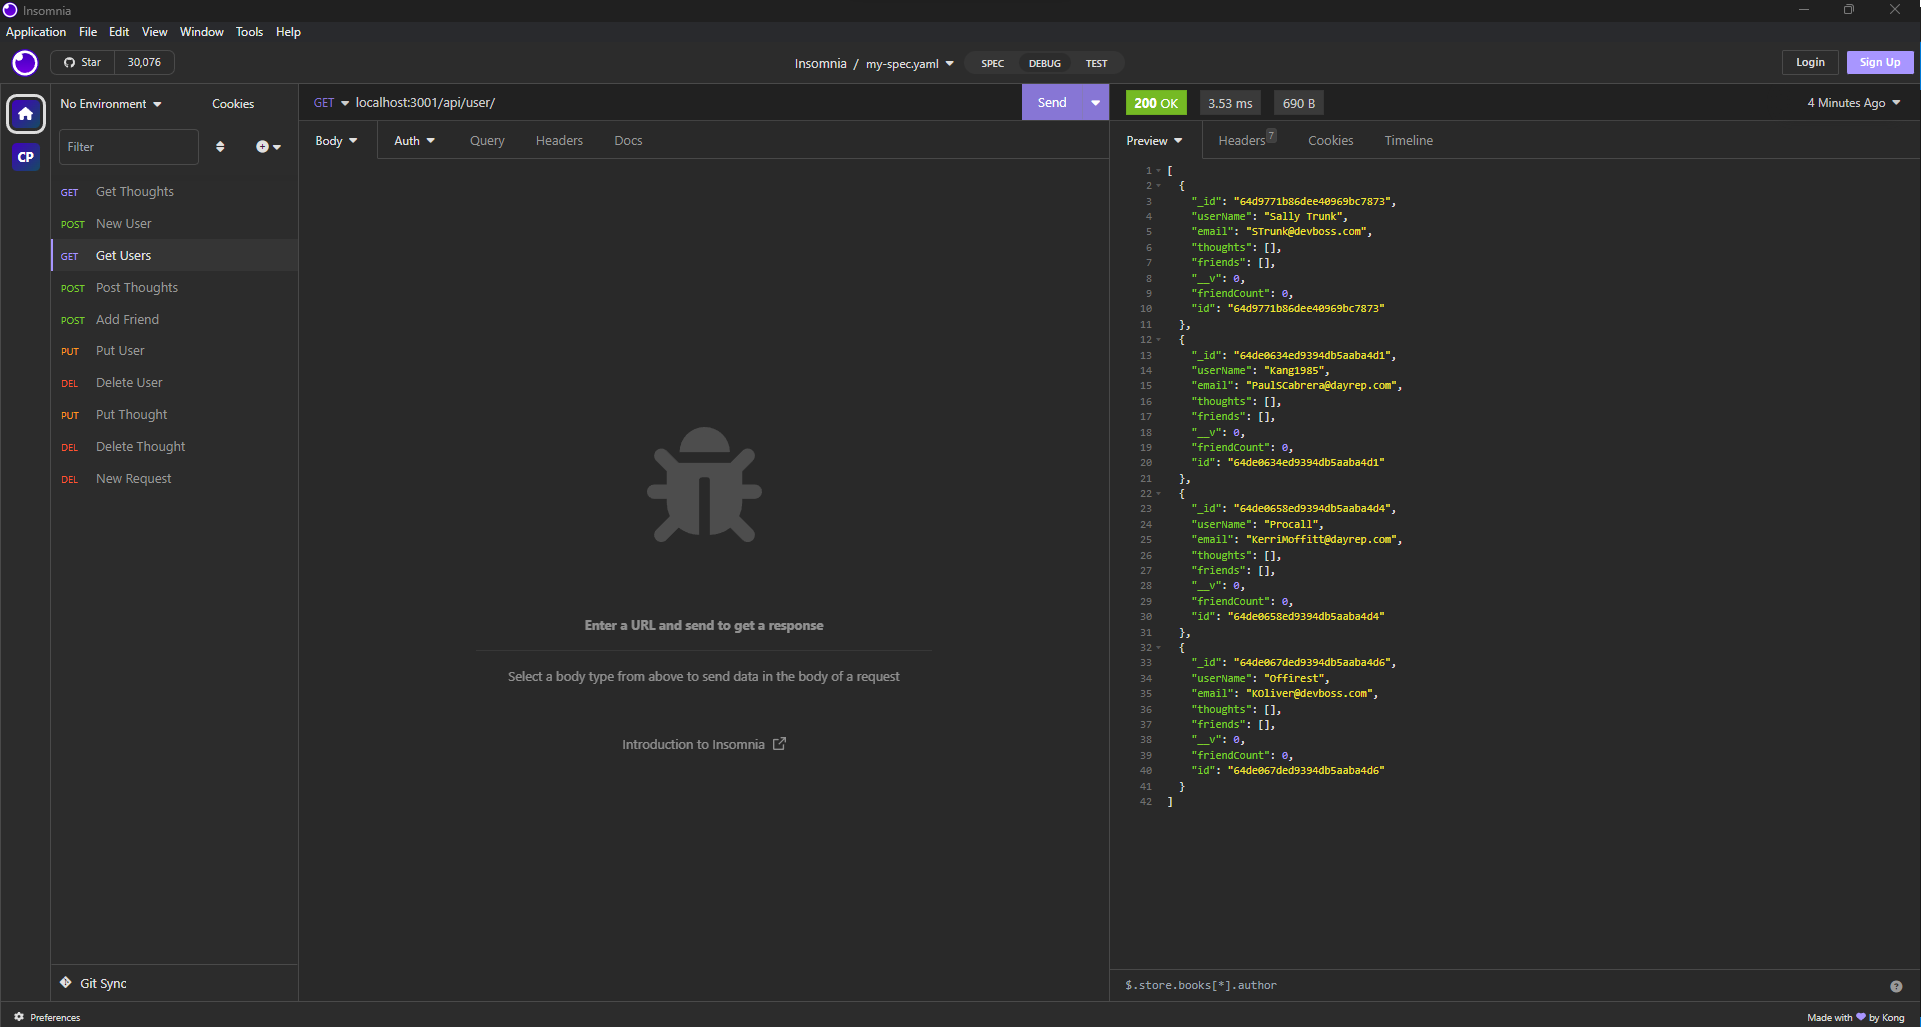 Insomnia
Application File Edit View Window Tools Help
Star 30,076
Insomnia / my-spec.yaml
SPEC DEBUG TEST
Login Sign Up
CP
No Environment Cookies
Filter
GET Get Thoughts
POST New User
GET Get Users
POST Post Thoughts
POST Add Friend
PUT Put User
DEL Delete User
PUT Put Thought
DEL Delete Thought
DEL New Request
Git Sync
GET localhost:3001/api/user/ Send
Body Auth Query Headers Docs
Enter a URL and send to get a response
Select a body type from above to send data in the body of a request
Introduction to Insomnia
200 OK 3.53 ms 690 B 4 Minutes Ago
Preview Headers 7 Cookies Timeline
1 [
2 {
3 "_id": "64d9771b86dee40969bc7873",
4 "userName": "Sally Trunk",
5 "email": "STrunk@devboss.com",
6 "thoughts": [],
7 "friends": [],
8 "__v": 0,
9 "friendCount": 0,
10 "id": "64d9771b86dee40969bc7873"
11 },
12 {
13 "_id": "64de0634ed9394db5aaba4d1",
14 "userName": "Kang1985",
15 "email": "PaulSCabrera@dayrep.com",
16 "thoughts": [],
17 "friends": [],
18 "__v": 0,
19 "friendCount": 0,
20 "id": "64de0634ed9394db5aaba4d1"
21 },
22 {
23 "_id": "64de0658ed9394db5aaba4d4",
24 "userName": "Procall",
25 "email": "KerriMoffitt@dayrep.com",
26 "thoughts": [],
27 "friends": [],
28 "__v": 0,
29 "friendCount": 0,
30 "id": "64de0658ed9394db5aaba4d4"
31 },
32 {
33 "_id": "64de067ded9394db5aaba4d6",
34 "userName": "Offirest",
35 "email": "KOliver@devboss.com",
36 "thoughts": [],
37 "friends": [],
38 "__v": 0,
39 "friendCount": 0,
40 "id": "64de067ded9394db5aaba4d6"
41 }
42 ]
$.store.books[*].author
Preferences
Made with 💜 by Kong